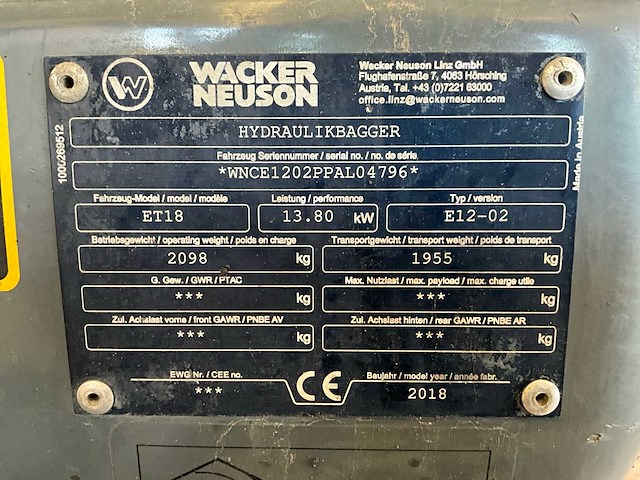 WACKER
NEUSON
Wacker Neuson Linz GmbH
Flughafenstraße 7, 4063 Hörsching
Austria, Tel. +43 (0)7221 63000
office.linz@wackerneuson.com
1000269512
Made in Austria
HYDRAULIKBAGGER
Fahrzeug Seriennummer / serial no. / no. de série
*WNCE1202PPAL04796*
Fahrzeug-Model / model / modèle Leistung / performance Typ / version
ET18 13.80 kW E12-02
Betriebsgewicht / operating weight / poids en charge Transportgewicht / transport weight / poids de transport
2098 kg 1955 kg
G. Gew. / GWR / PTAC Max. Nutzlast / max. payload / max. charge utile
*** kg *** kg
Zul. Achslast vorne / front GAWR / PNBE AV Zul. Achslast hinten / rear GAWR / PNBE AR
*** kg *** kg
EWG Nr. / CEE no. CE Baujahr / model year / année fabr.
*** 2018